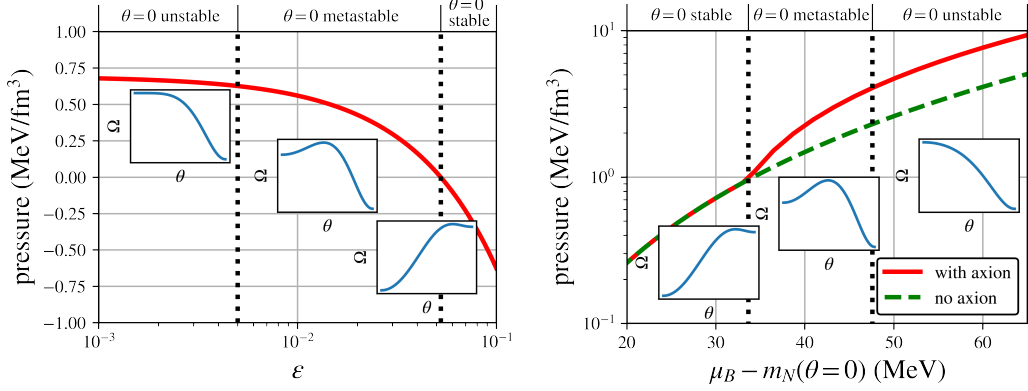 θ=0 unstable
θ=0 metastable
θ=0
stable
1.00
0.75
0.50
0.25
0.00
−0.25
−0.50
−0.75
−1.00
pressure (MeV/fm³)
Ω
θ
Ω
θ
Ω
θ
10⁻³
10⁻²
10⁻¹
ε
θ=0 stable
θ=0 metastable
θ=0 unstable
10¹
10⁰
10⁻¹
pressure (MeV/fm³)
Ω
θ
Ω
θ
Ω
θ
with axion
no axion
20
30
40
50
60
μ_B − m_N(θ=0) (MeV)